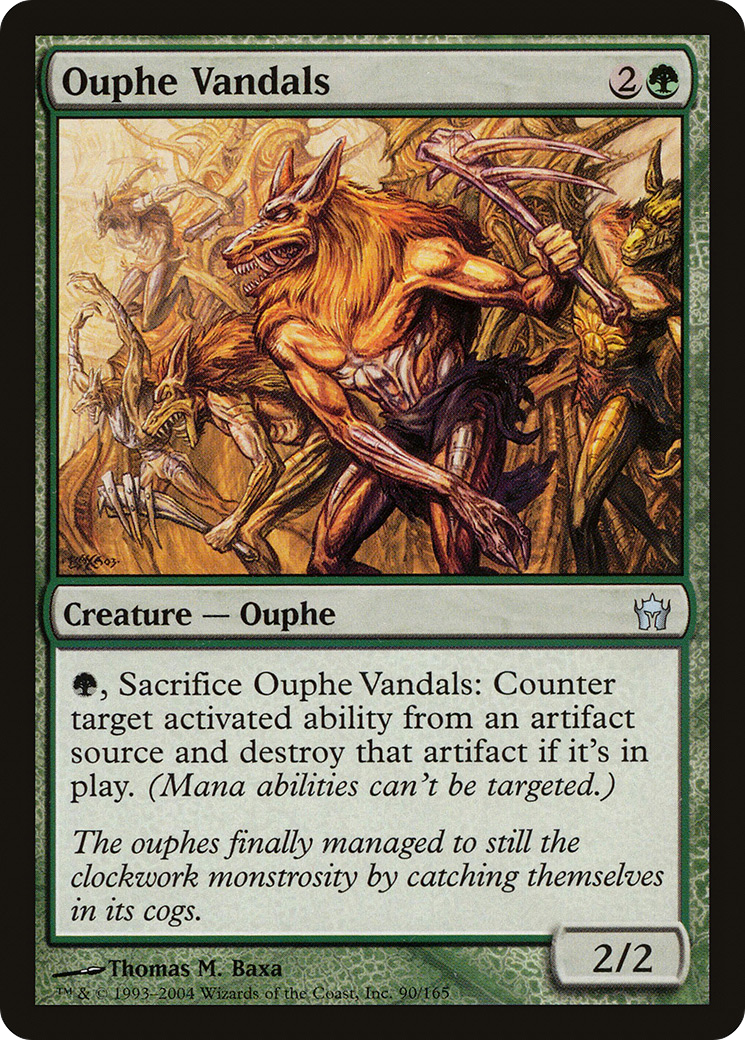 Ouphe Vandals 2
Creature — Ouphe
, Sacrifice Ouphe Vandals: Counter
target activated ability from an artifact
source and destroy that artifact if it's in
play. (Mana abilities can't be targeted.)
The ouphes finally managed to still the
clockwork monstrosity by catching themselves
in its cogs.
2/2
Thomas M. Baxa
™ & © 1993–2004 Wizards of the Coast, Inc. 90/165